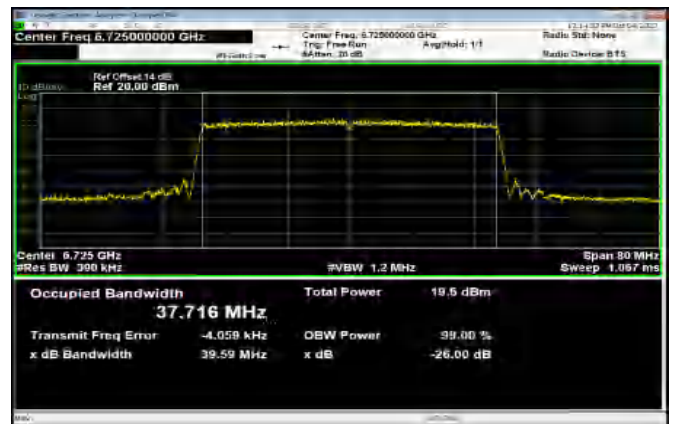 Center Freq 6.725000000 GHz
Center Freq: 6.725000000 GHz
Trig: Free Run
Avg|Hold: 1/1
#Atten: 20 dB
Radio Std: None
Radio Device: BTS
Ref Offset 14 dB
10 dB/div
Ref 20.00 dBm
Log
Center 6.725 GHz
Span 80 MHz
#Res BW 390 kHz
#VBW 1.2 MHz
Sweep 1.067 ms
Occupied Bandwidth
Total Power
19.5 dBm
37.716 MHz
Transmit Freq Error
-4.059 kHz
OBW Power
99.00 %
x dB Bandwidth
39.59 MHz
x dB
-26.00 dB